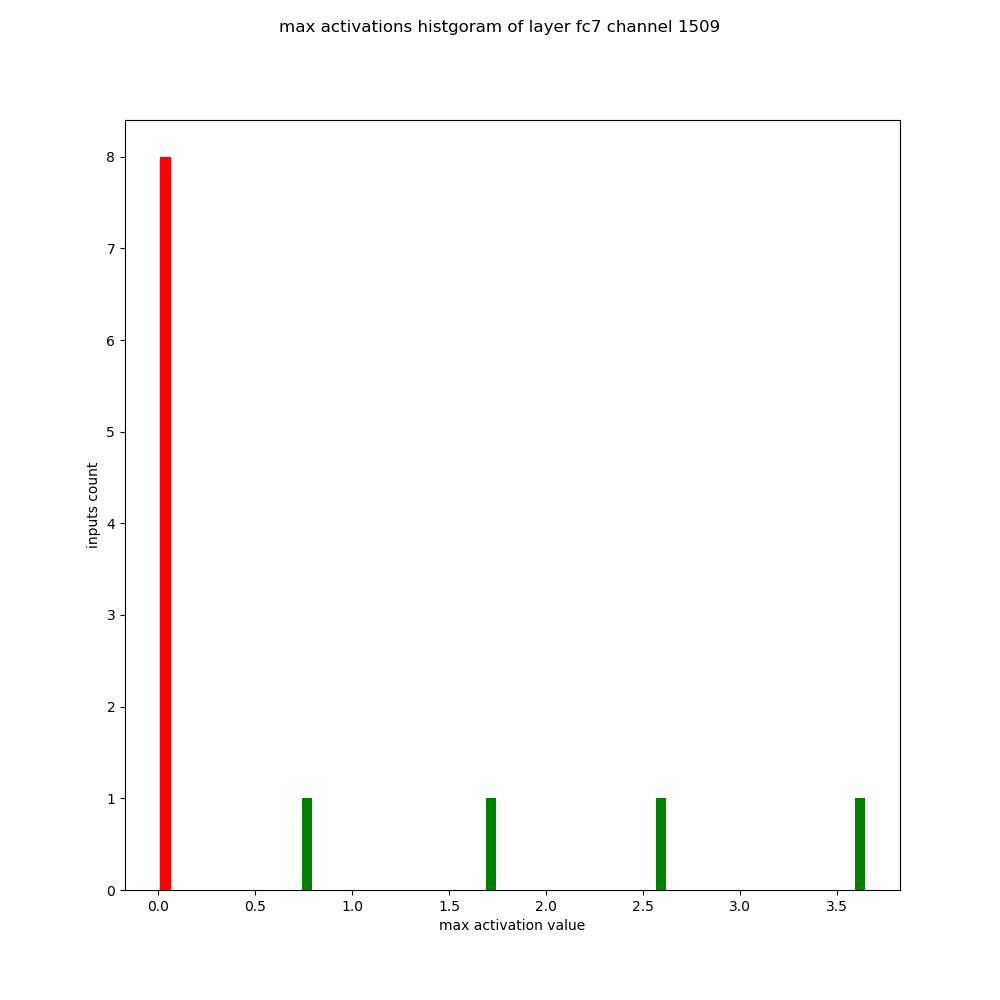 max activations histgoram of layer fc7 channel 1509
8
7
6
5
4
3
2
1
0
inputs count
0.0 0.5 1.0 1.5 2.0 2.5 3.0 3.5
max activation value